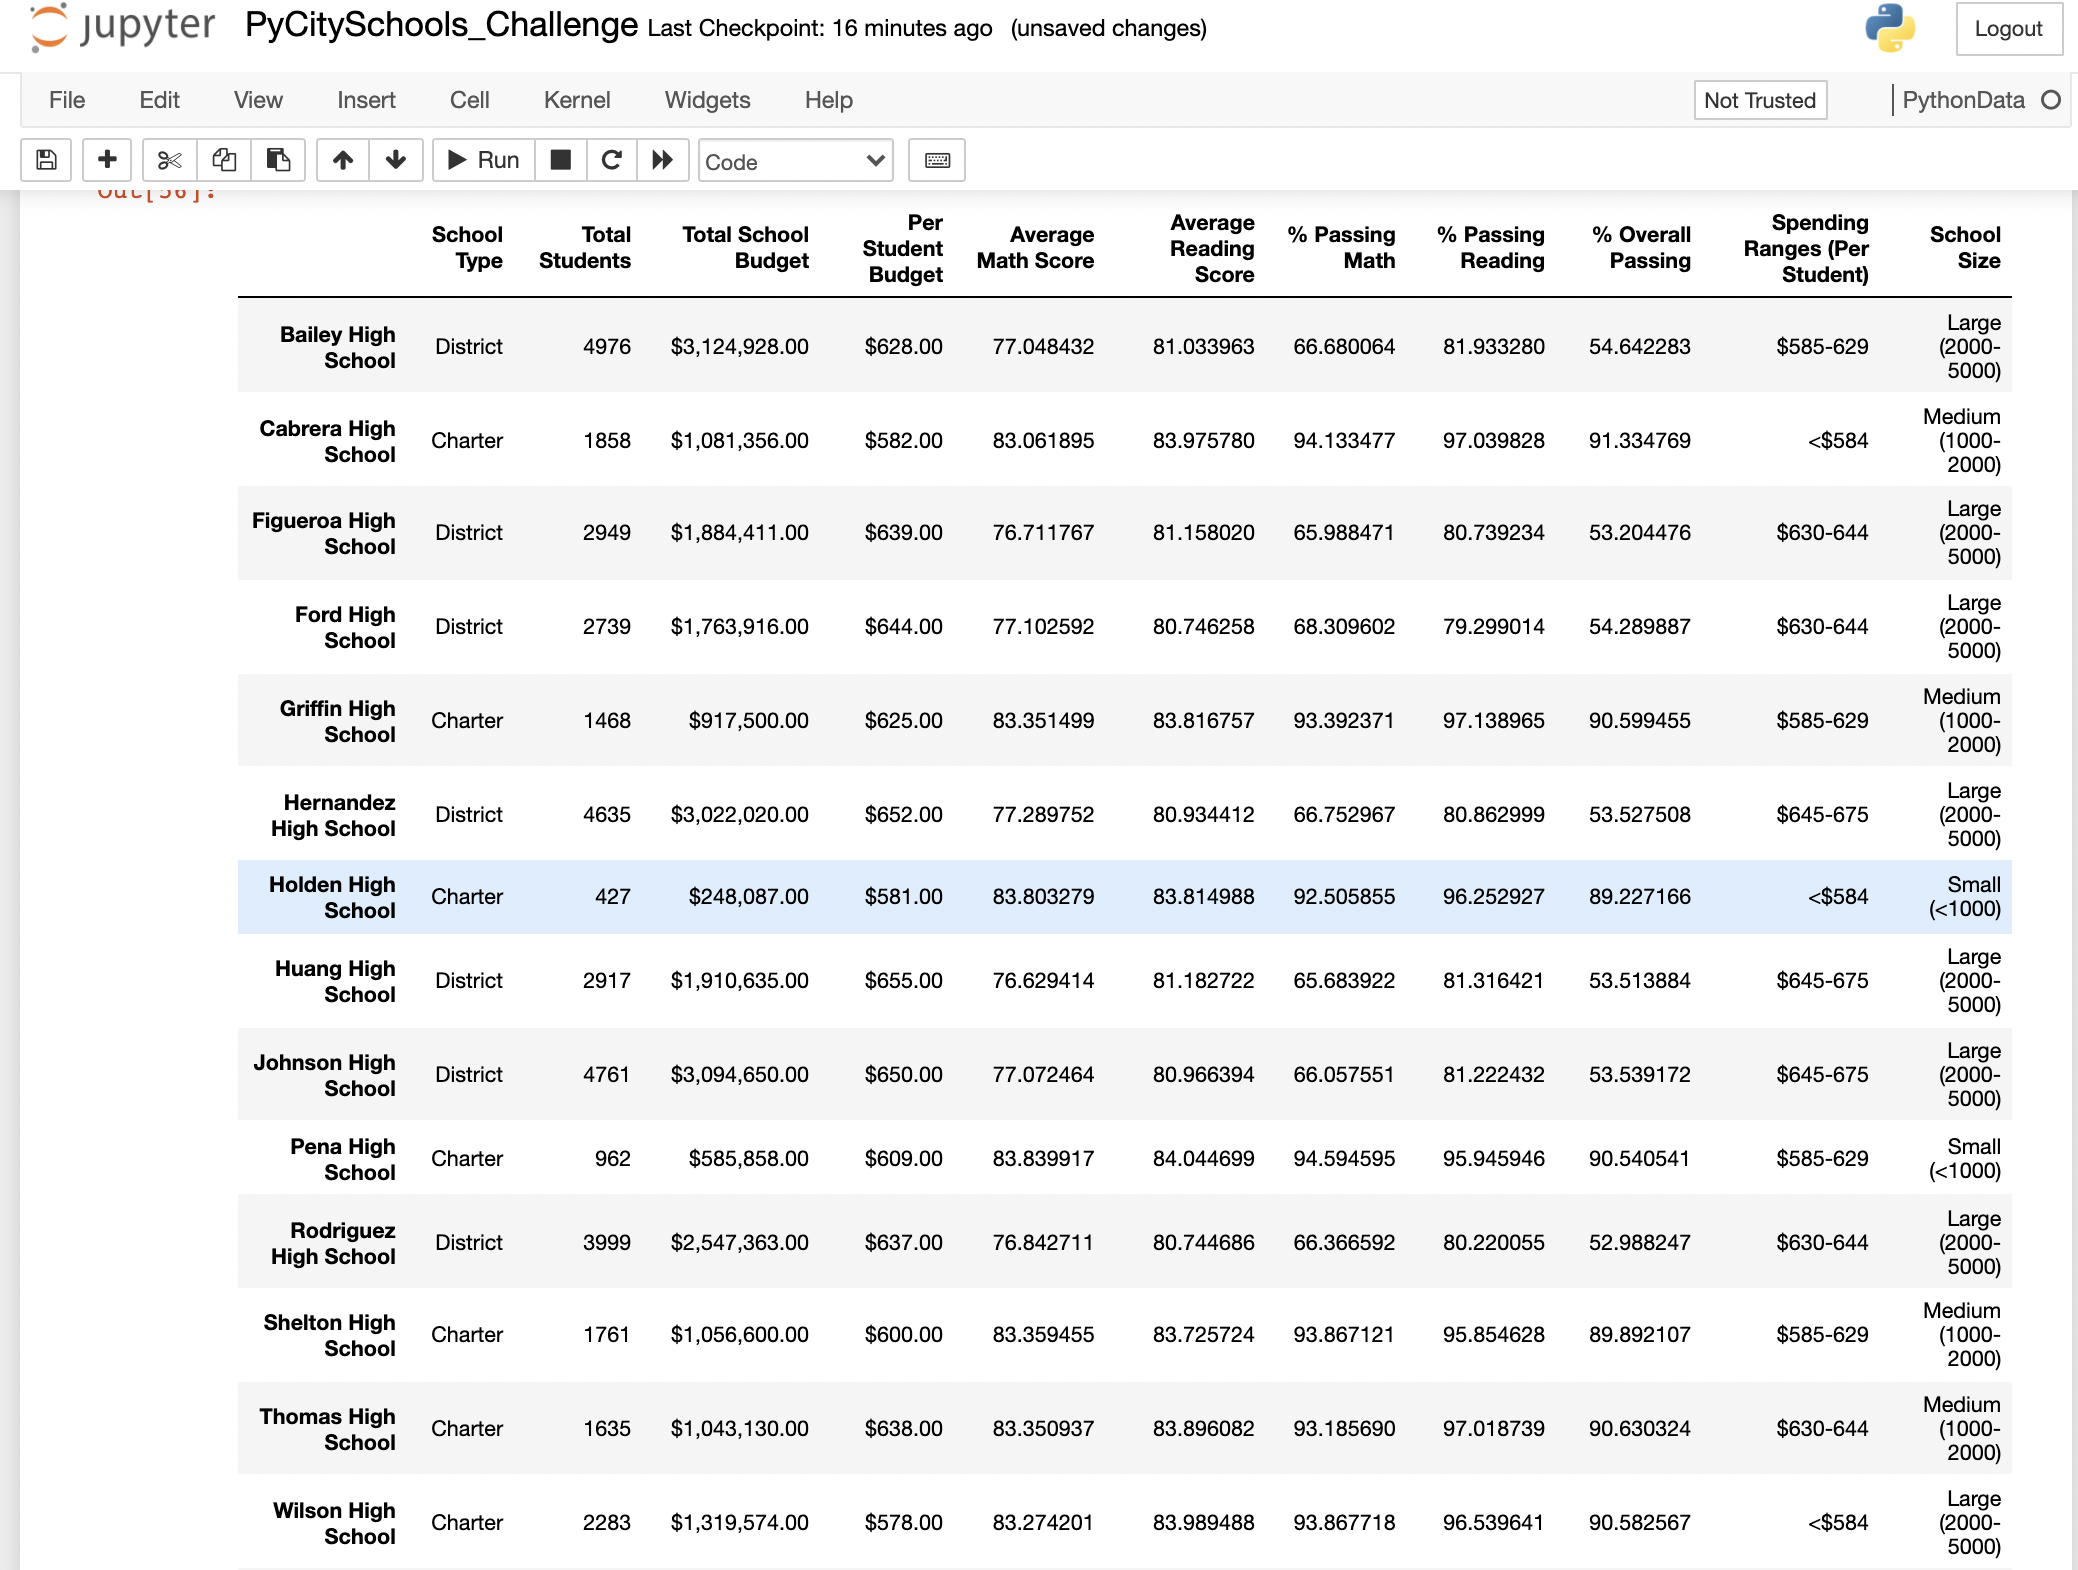 jupyter PyCitySchools_Challenge Last Checkpoint: 16 minutes ago (unsaved changes) Logout
File Edit View Insert Cell Kernel Widgets Help Not Trusted PythonData
Run Code
Out[56]:
School Type Total Students Total School Budget Per Student Budget Average Math Score Average Reading Score % Passing Math % Passing Reading % Overall Passing Spending Ranges (Per Student) School Size
Bailey High School District 4976 $3,124,928.00 $628.00 77.048432 81.033963 66.680064 81.933280 54.642283 $585-629 Large (2000-5000)
Cabrera High School Charter 1858 $1,081,356.00 $582.00 83.061895 83.975780 94.133477 97.039828 91.334769 <$584 Medium (1000-2000)
Figueroa High School District 2949 $1,884,411.00 $639.00 76.711767 81.158020 65.988471 80.739234 53.204476 $630-644 Large (2000-5000)
Ford High School District 2739 $1,763,916.00 $644.00 77.102592 80.746258 68.309602 79.299014 54.289887 $630-644 Large (2000-5000)
Griffin High School Charter 1468 $917,500.00 $625.00 83.351499 83.816757 93.392371 97.138965 90.599455 $585-629 Medium (1000-2000)
Hernandez High School District 4635 $3,022,020.00 $652.00 77.289752 80.934412 66.752967 80.862999 53.527508 $645-675 Large (2000-5000)
Holden High School Charter 427 $248,087.00 $581.00 83.803279 83.814988 92.505855 96.252927 89.227166 <$584 Small (<1000)
Huang High School District 2917 $1,910,635.00 $655.00 76.629414 81.182722 65.683922 81.316421 53.513884 $645-675 Large (2000-5000)
Johnson High School District 4761 $3,094,650.00 $650.00 77.072464 80.966394 66.057551 81.222432 53.539172 $645-675 Large (2000-5000)
Pena High School Charter 962 $585,858.00 $609.00 83.839917 84.044699 94.594595 95.945946 90.540541 $585-629 Small (<1000)
Rodriguez High School District 3999 $2,547,363.00 $637.00 76.842711 80.744686 66.366592 80.220055 52.988247 $630-644 Large (2000-5000)
Shelton High School Charter 1761 $1,056,600.00 $600.00 83.359455 83.725724 93.867121 95.854628 89.892107 $585-629 Medium (1000-2000)
Thomas High School Charter 1635 $1,043,130.00 $638.00 83.350937 83.896082 93.185690 97.018739 90.630324 $630-644 Medium (1000-2000)
Wilson High School Charter 2283 $1,319,574.00 $578.00 83.274201 83.989488 93.867718 96.539641 90.582567 <$584 Large (2000-5000)